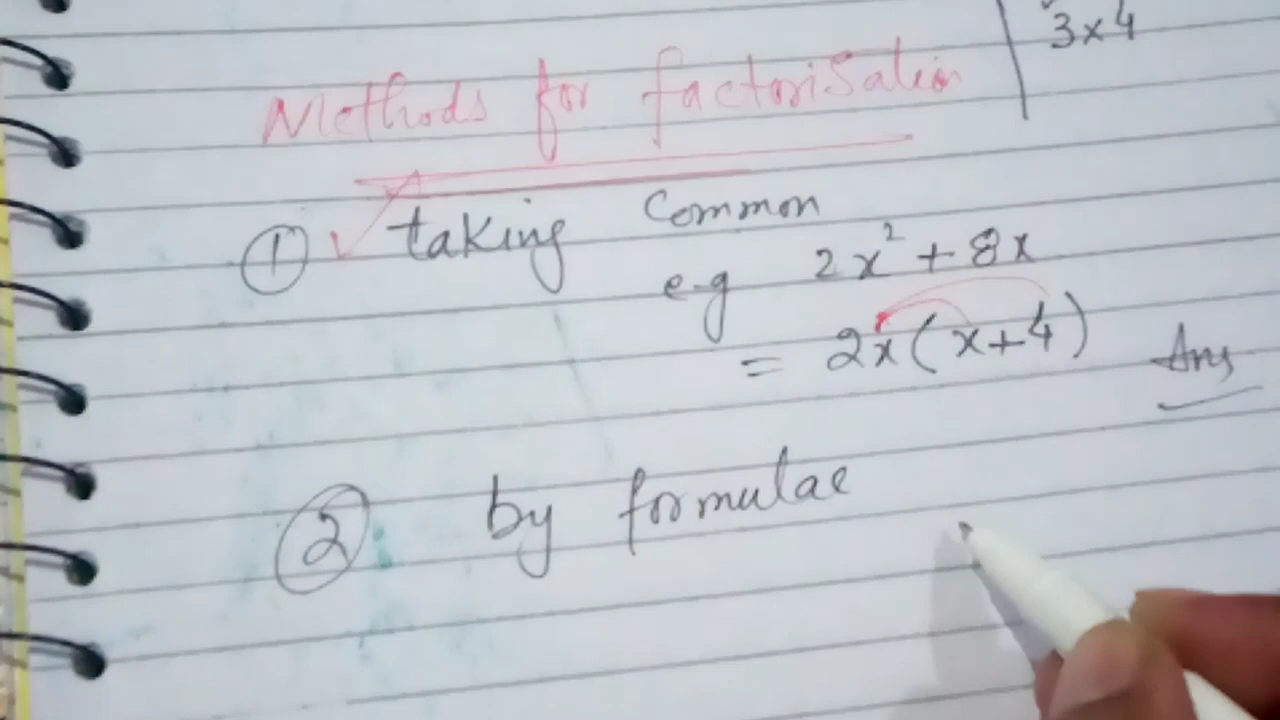 3x4
Methods for factorisation
① taking Common
e.g 2x² + 8x
= 2x(x+4) Ans
② by formulae